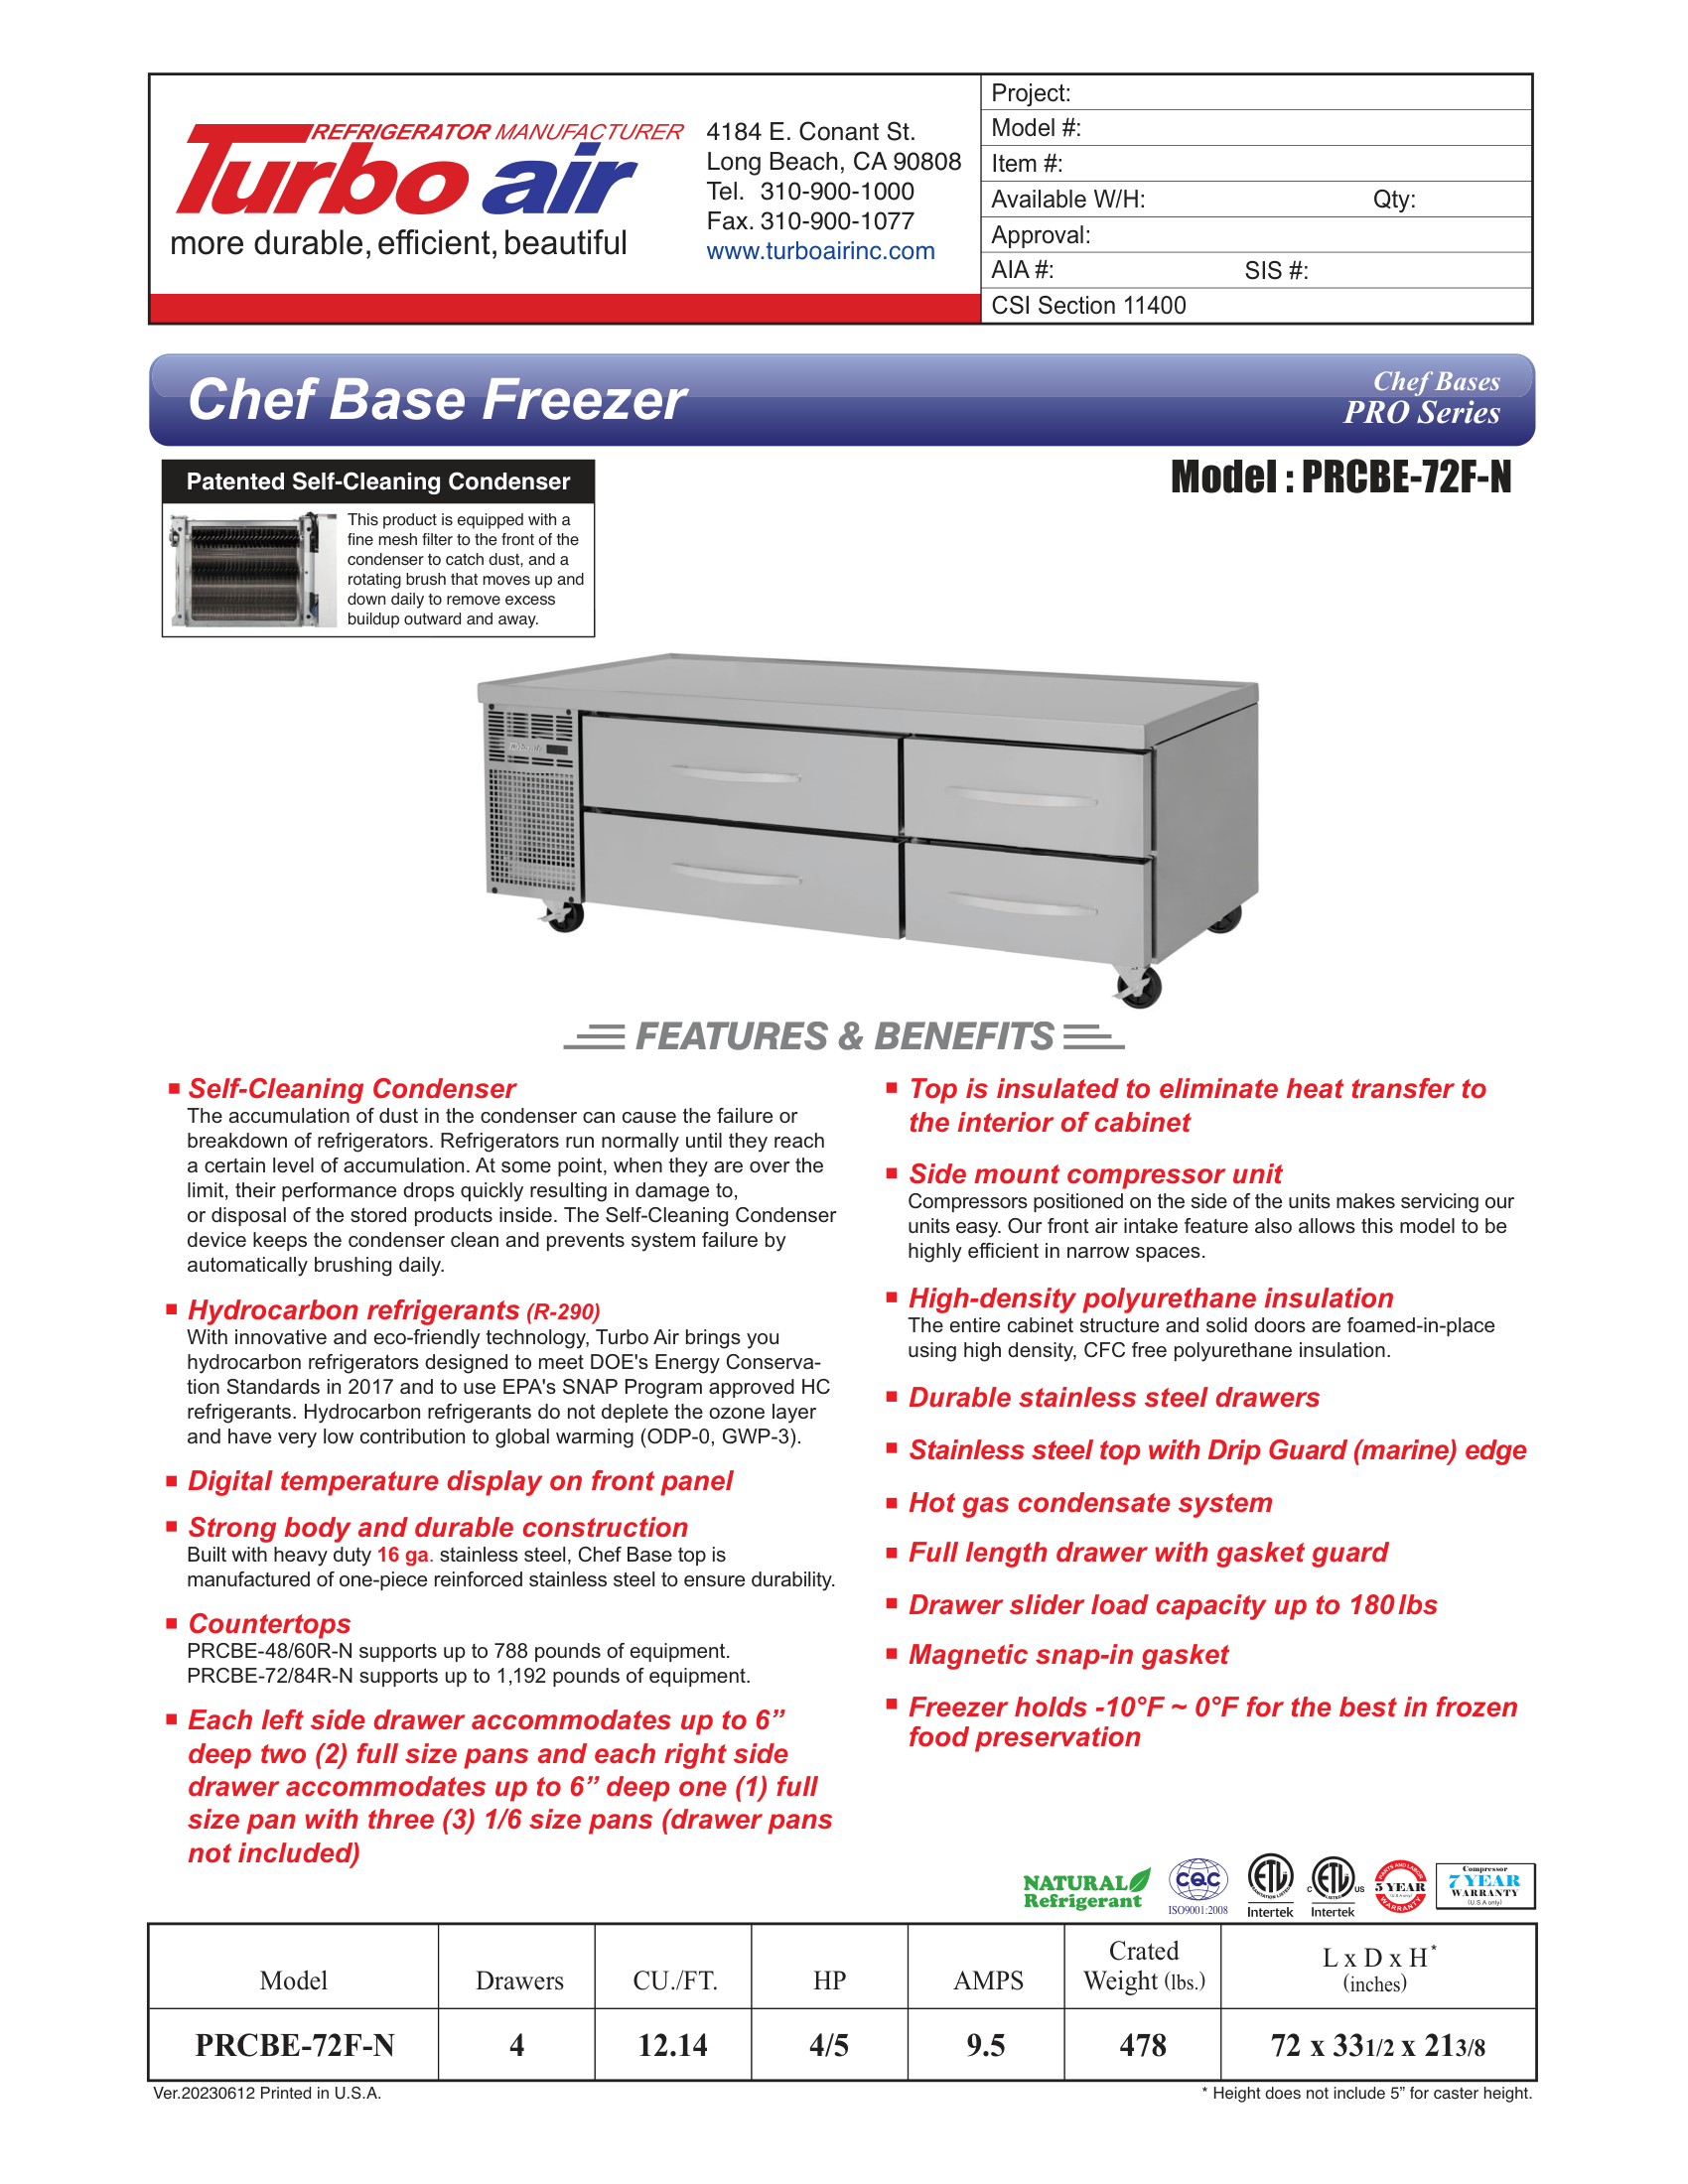 REFRIGERATOR MANUFACTURER
Turbo air
more durable, efficient, beautiful
4184 E. Conant St.
Long Beach, CA 90808
Tel. 310-900-1000
Fax. 310-900-1077
www.turboairinc.com
Project:
Model #:
Item #:
Available W/H: Qty:
Approval:
AIA #: SIS #:
CSI Section 11400
Chef Base Freezer
Chef Bases
PRO Series
Model : PRCBE-72F-N
Patented Self-Cleaning Condenser
This product is equipped with a
fine mesh filter to the front of the
condenser to catch dust, and a
rotating brush that moves up and
down daily to remove excess
buildup outward and away.
FEATURES & BENEFITS
Self-Cleaning Condenser
The accumulation of dust in the condenser can cause the failure or
breakdown of refrigerators. Refrigerators run normally until they reach
a certain level of accumulation. At some point, when they are over the
limit, their performance drops quickly resulting in damage to,
or disposal of the stored products inside. The Self-Cleaning Condenser
device keeps the condenser clean and prevents system failure by
automatically brushing daily.
Hydrocarbon refrigerants (R-290)
With innovative and eco-friendly technology, Turbo Air brings you
hydrocarbon refrigerators designed to meet DOE's Energy Conserva-
tion Standards in 2017 and to use EPA's SNAP Program approved HC
refrigerants. Hydrocarbon refrigerants do not deplete the ozone layer
and have very low contribution to global warming (ODP-0, GWP-3).
Digital temperature display on front panel
Strong body and durable construction
Built with heavy duty 16 ga. stainless steel, Chef Base top is
manufactured of one-piece reinforced stainless steel to ensure durability.
Countertops
PRCBE-48/60R-N supports up to 788 pounds of equipment.
PRCBE-72/84R-N supports up to 1,192 pounds of equipment.
Each left side drawer accommodates up to 6”
deep two (2) full size pans and each right side
drawer accommodates up to 6” deep one (1) full
size pan with three (3) 1/6 size pans (drawer pans
not included)
Top is insulated to eliminate heat transfer to
the interior of cabinet
Side mount compressor unit
Compressors positioned on the side of the units makes servicing our
units easy. Our front air intake feature also allows this model to be
highly efficient in narrow spaces.
High-density polyurethane insulation
The entire cabinet structure and solid doors are foamed-in-place
using high density, CFC free polyurethane insulation.
Durable stainless steel drawers
Stainless steel top with Drip Guard (marine) edge
Hot gas condensate system
Full length drawer with gasket guard
Drawer slider load capacity up to 180 lbs
Magnetic snap-in gasket
Freezer holds -10°F ~ 0°F for the best in frozen
food preservation
NATURAL
Refrigerant
CQC
ISO9001:2008
ETL
SANITATION LISTED
Intertek
C ETL US
LISTED
Intertek
PARTS AND LABOR
5 YEAR
(U.S.A only)
WARRANTY
Compressor
7 YEAR
WARRANTY
(U.S.A only)
Model Drawers CU./FT. HP AMPS Crated Weight (lbs.) L x D x H* (inches)
PRCBE-72F-N 4 12.14 4/5 9.5 478 72 x 33 1/2 x 21 3/8
Ver.20230612 Printed in U.S.A.
* Height does not include 5” for caster height.